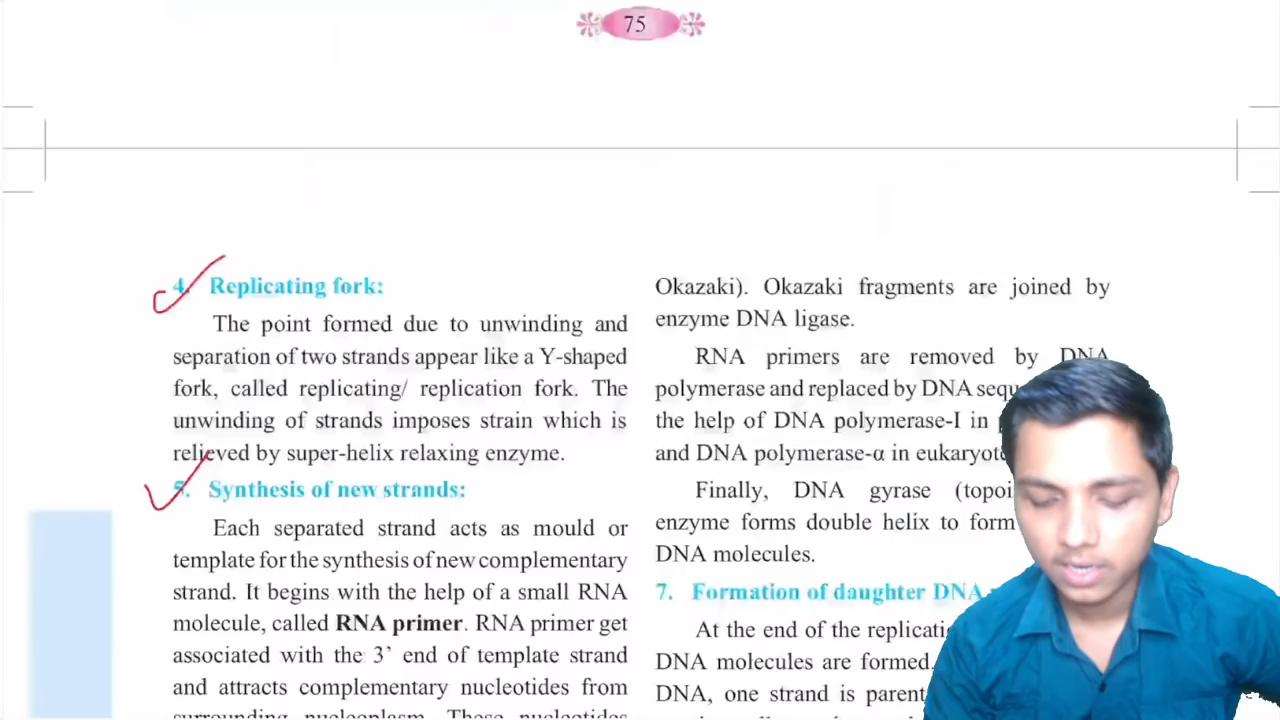 75
4. Replicating fork:
The point formed due to unwinding and
separation of two strands appear like a Y-shaped
fork, called replicating/ replication fork. The
unwinding of strands imposes strain which is
relieved by super-helix relaxing enzyme.
5. Synthesis of new strands:
Each separated strand acts as mould or
template for the synthesis of new complementary
strand. It begins with the help of a small RNA
molecule, called RNA primer. RNA primer get
associated with the 3’ end of template strand
and attracts complementary nucleotides from
surrounding nucleoplasm. These nucleotides
Okazaki). Okazaki fragments are joined by
enzyme DNA ligase.
RNA primers are removed by DNA
polymerase and replaced by DNA
the help of DNA polymerase-I in
and DNA polymerase-α in
Finally, DNA gyrase
enzyme forms double helix to form
DNA molecules.
7. Formation of daughter DNA
At the end of the
DNA molecules are formed.
DNA, one strand is